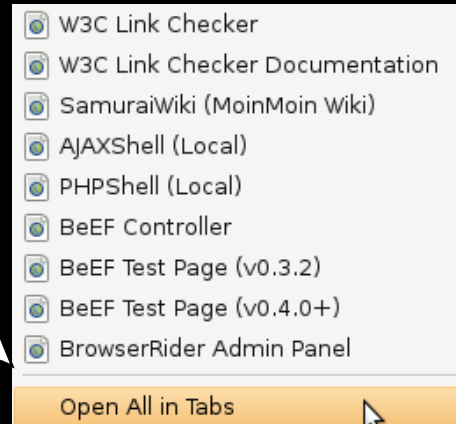 W3C Link Checker
W3C Link Checker Documentation
SamuraiWiki (MoinMoin Wiki)
AJAXShell (Local)
PHPShell (Local)
BeEF Controller
BeEF Test Page (v0.3.2)
BeEF Test Page (v0.4.0+)
BrowserRider Admin Panel
Open All in Tabs